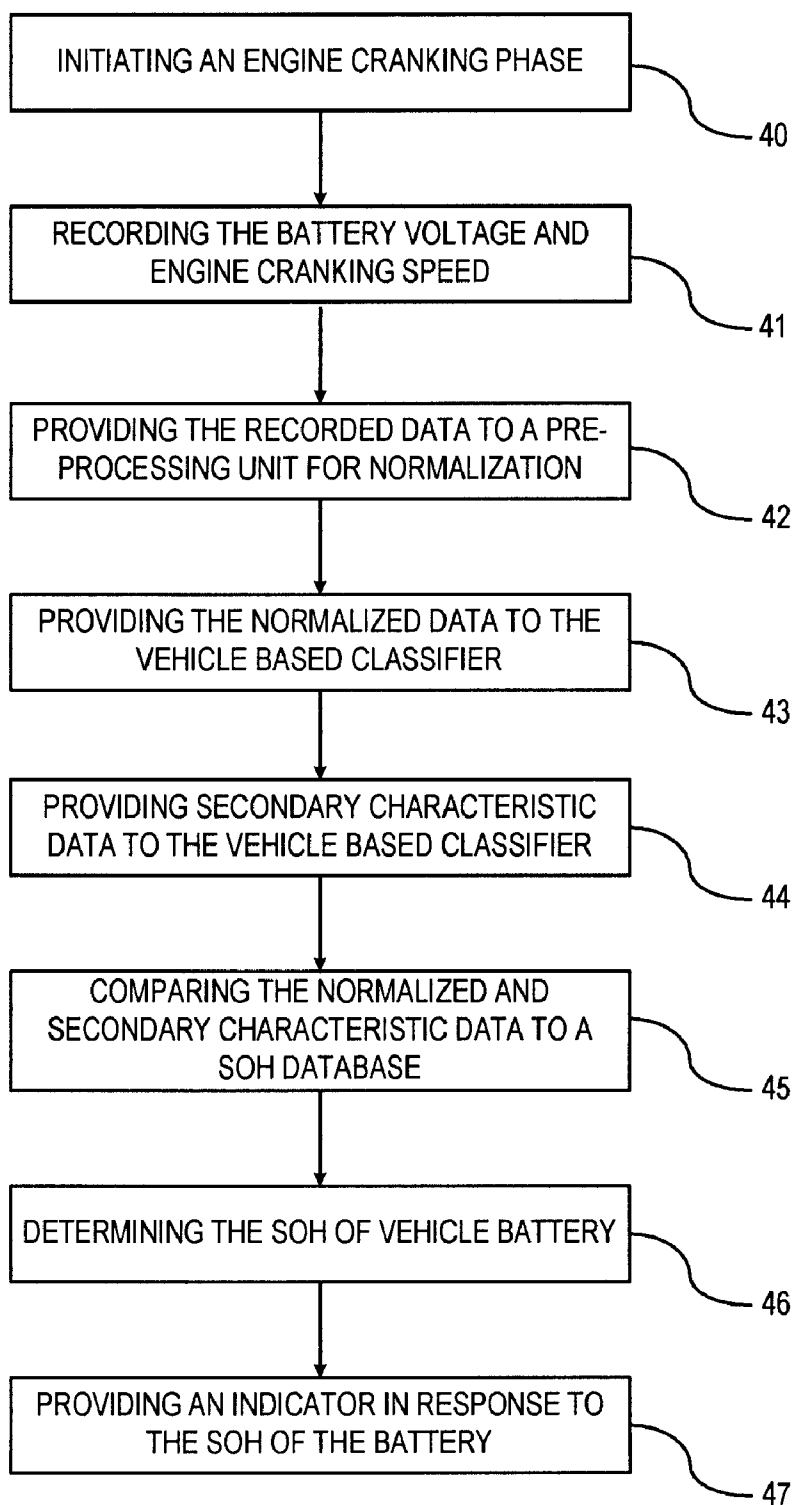 INITIATING AN ENGINE CRANKING PHASE
40
RECORDING THE BATTERY VOLTAGE AND
ENGINE CRANKING SPEED
41
PROVIDING THE RECORDED DATA TO A PRE-
PROCESSING UNIT FOR NORMALIZATION
42
PROVIDING THE NORMALIZED DATA TO THE
VEHICLE BASED CLASSIFIER
43
PROVIDING SECONDARY CHARACTERISTIC
DATA TO THE VEHICLE BASED CLASSIFIER
44
COMPARING THE NORMALIZED AND
SECONDARY CHARACTERISTIC DATA TO A
SOH DATABASE
45
DETERMINING THE SOH OF VEHICLE BATTERY
46
PROVIDING AN INDICATOR IN RESPONSE TO
THE SOH OF THE BATTERY
47